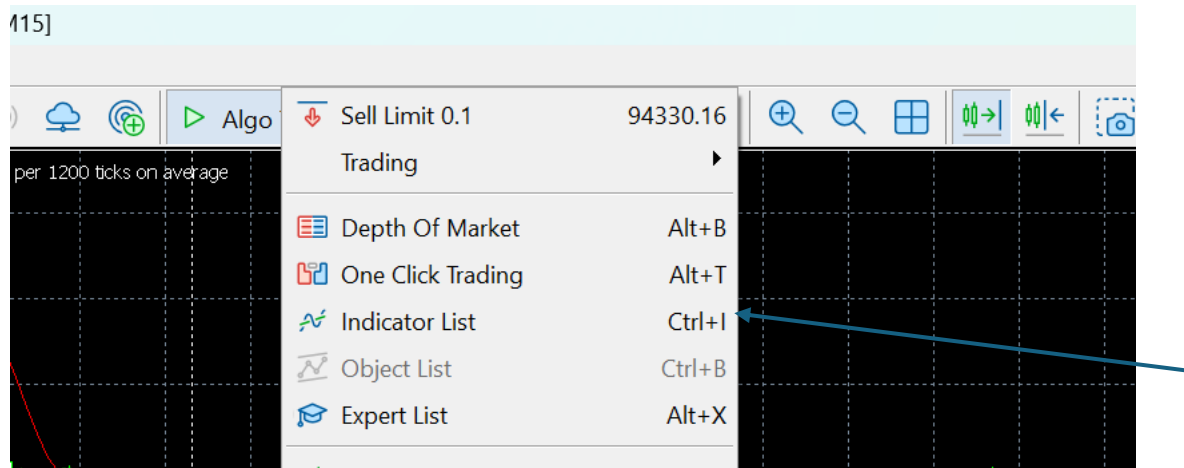 M15]
Algo
Sell Limit 0.1 94330.16
Trading
per 1200 ticks on average
Depth Of Market Alt+B
One Click Trading Alt+T
Indicator List Ctrl+I
Object List Ctrl+B
Expert List Alt+X